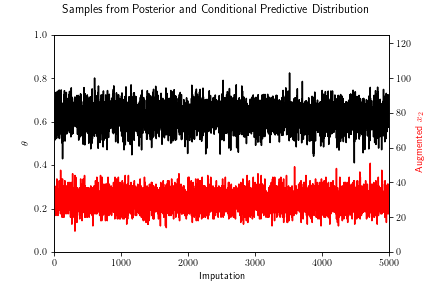 Samples from Posterior and Conditional Predictive Distribution
1.0
0.8
0.6
0.4
0.2
0.0
θ
120
100
80
60
40
20
0
Augmented x₂
0 1000 2000 3000 4000 5000
Imputation